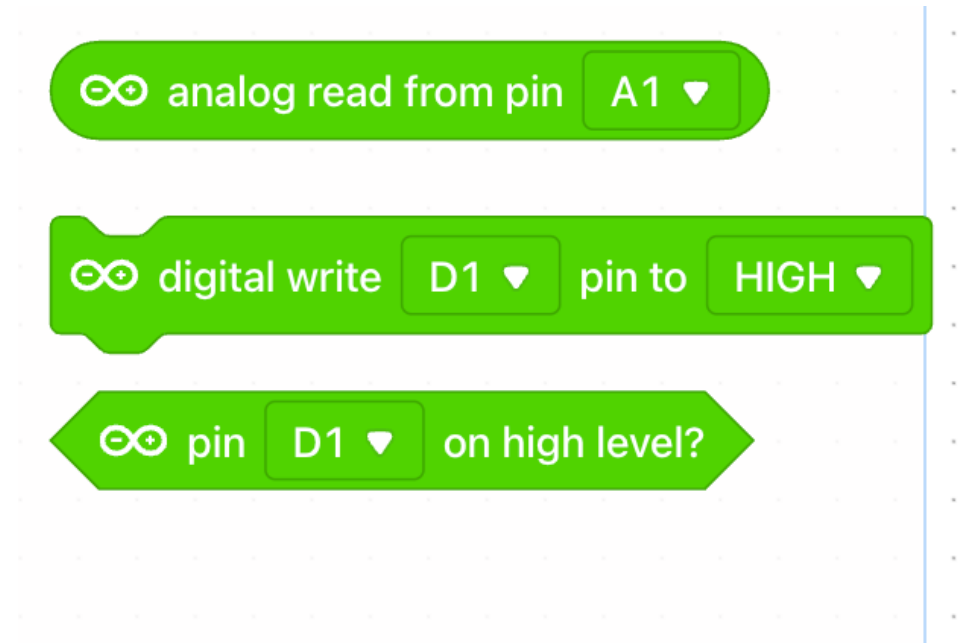 analog read from pin A1
digital write D1 pin to HIGH
pin D1 on high level?